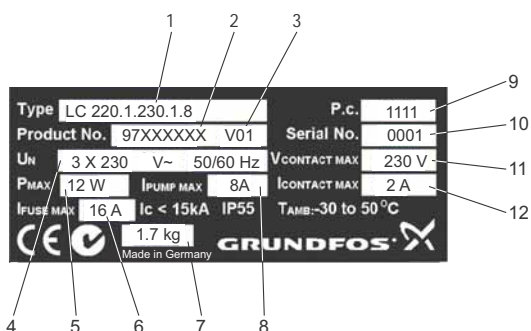 1 2 3
Type LC 220.1.230.1.8 P.c. 1111 9
Product No. 97XXXXXX V01 Serial No. 0001 10
UN 3 X 230 V~ 50/60 Hz VCONTACT MAX 230 V 11
PMAX 12 W IPUMP MAX 8A ICONTACT MAX 2 A 12
IFUSE MAX 16 A Ic < 15kA IP55 TAMB:-30 to 50 °C
CE 1.7 kg GRUNDFOS
Made in Germany
4 5 6 7 8